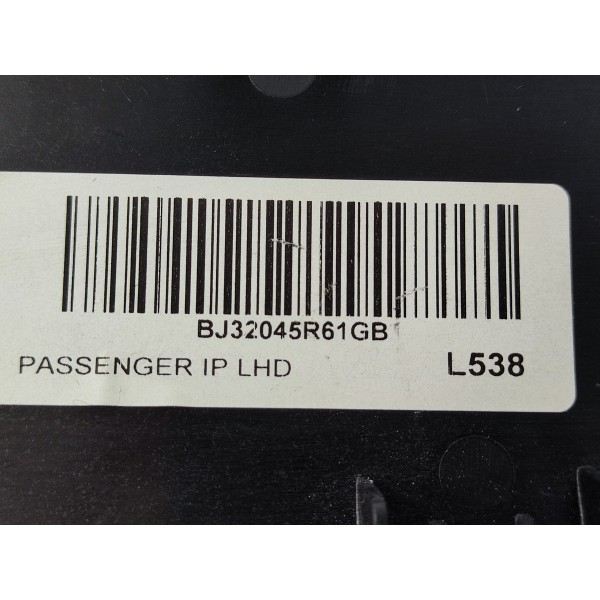 BJ32045R61GB
PASSENGER IP LHD L538